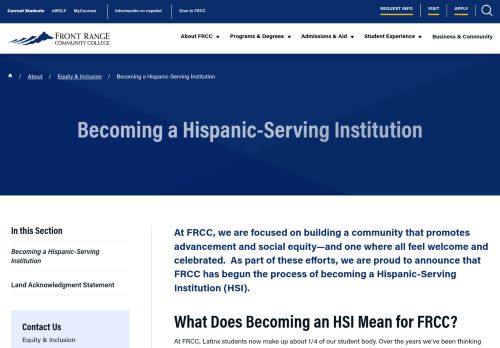 Current Students eWOLF MyCourses Información en español Give to FRCC REQUEST INFO VISIT APPLY
FRONT RANGE
COMMUNITY COLLEGE
About FRCC Programs & Degrees Admissions & Aid Student Experience Business & Community
/ About / Equity & Inclusion / Becoming a Hispanic-Serving Institution
Becoming a Hispanic-Serving Institution
In this Section
Becoming a Hispanic-Serving
Institution
Land Acknowledgment Statement
Contact Us
Equity & Inclusion
At FRCC, we are focused on building a community that promotes
advancement and social equity—and one where all feel welcome and
celebrated. As part of these efforts, we are proud to announce that
FRCC has begun the process of becoming a Hispanic-Serving
Institution (HSI).
What Does Becoming an HSI Mean for FRCC?
At FRCC, Latinx students now make up about 1/4 of our student body. Over the years we've been thinking